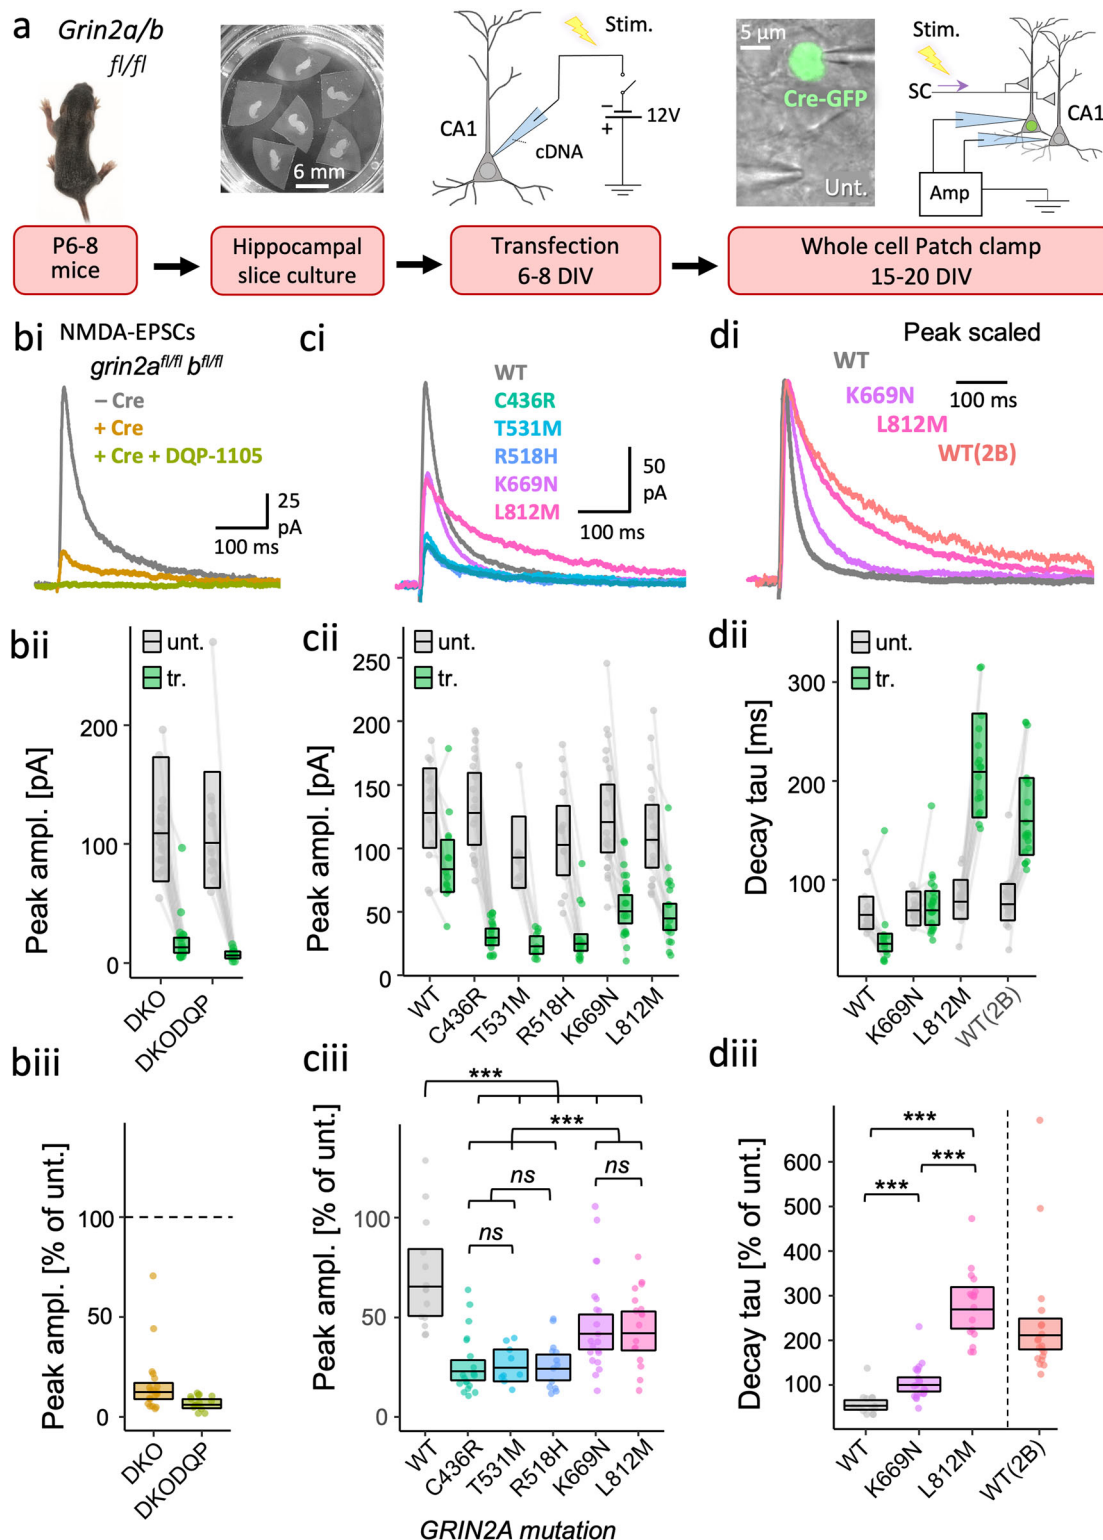 a
Grin2a/b
fl/fl
6 mm
Stim.
CA1
cDNA
12V
5 µm
Cre-GFP
Unt.
Stim.
SC
CA1
Amp
P6-8
mice
Hippocampal
slice culture
Transfection
6-8 DIV
Whole cell Patch clamp
15-20 DIV
bi
NMDA-EPSCs
grin2a^fl/fl b^fl/fl
– Cre
+ Cre
+ Cre + DQP-1105
25
pA
100 ms
ci
WT
C436R
T531M
R518H
K669N
L812M
50
pA
100 ms
di
Peak scaled
WT
K669N
L812M
WT(2B)
100 ms
bii
unt.
tr.
Peak ampl. [pA]
200
100
0
DKO
DKODQP
cii
unt.
tr.
Peak ampl. [pA]
250
200
150
100
50
0
WT
C436R
T531M
R518H
K669N
L812M
dii
unt.
tr.
Decay tau [ms]
300
200
100
WT
K669N
L812M
WT(2B)
biii
Peak ampl. [% of unt.]
100
50
0
DKO
DKODQP
ciii
Peak ampl. [% of unt.]
100
50
0
***
***
ns
ns
ns
WT
C436R
T531M
R518H
K669N
L812M
GRIN2A mutation
diii
Decay tau [% of unt.]
600
500
400
300
200
100
***
***
***
WT
K669N
L812M
WT(2B)